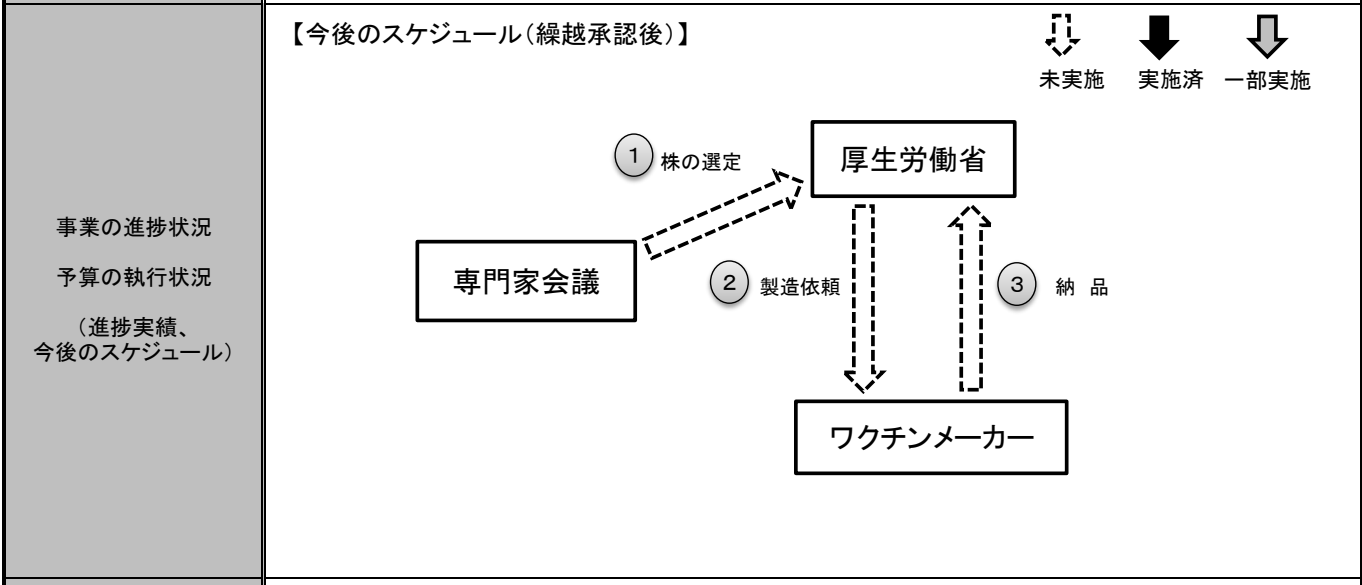 【今後のスケジュール（繰越承認後）】
未実施 実施済 一部実施
1 株の選定
厚生労働省
事業の進捗状況
予算の執行状況
（進捗実績、
今後のスケジュール）
専門家会議
2 製造依頼
3 納 品
ワクチンメーカー